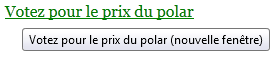 Votez pour le prix du polar
Votez pour le prix du polar (nouvelle fenêtre)